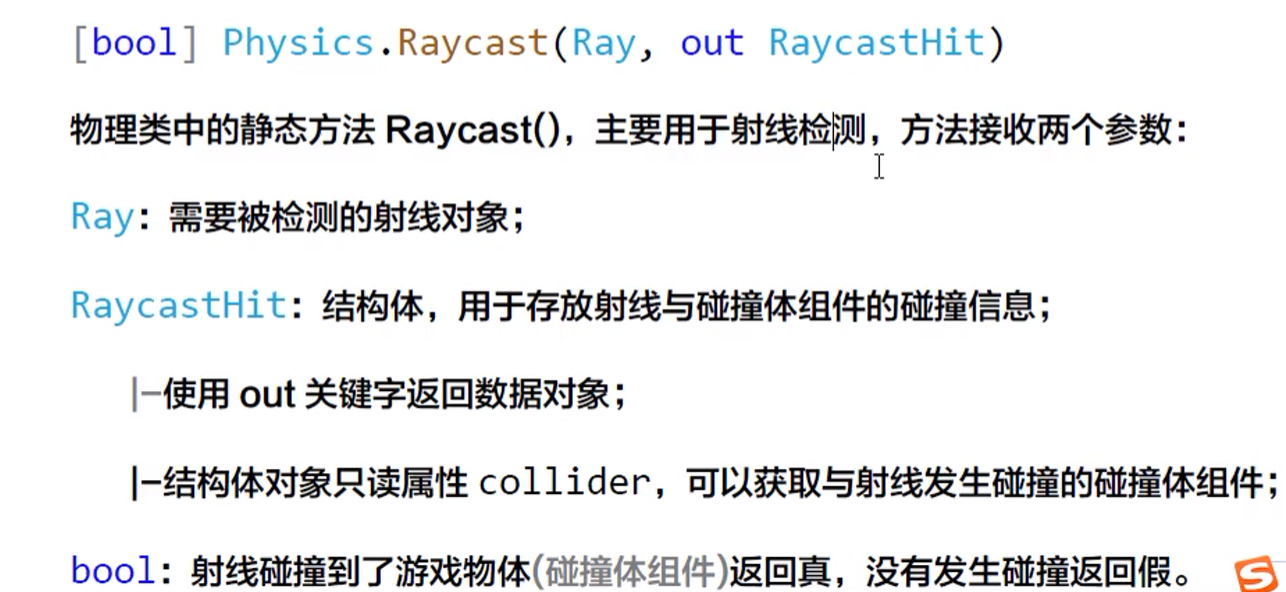 [bool] Physics.Raycast(Ray, out RaycastHit)
物理类中的静态方法 Raycast()，主要用于射线检测，方法接收两个参数：
Ray：需要被检测的射线对象；
RaycastHit：结构体，用于存放射线与碰撞体组件的碰撞信息；
|-使用 out 关键字返回数据对象；
|-结构体对象只读属性 collider，可以获取与射线发生碰撞的碰撞体组件；
bool：射线碰撞到了游戏物体(碰撞体组件)返回真，没有发生碰撞返回假。
S